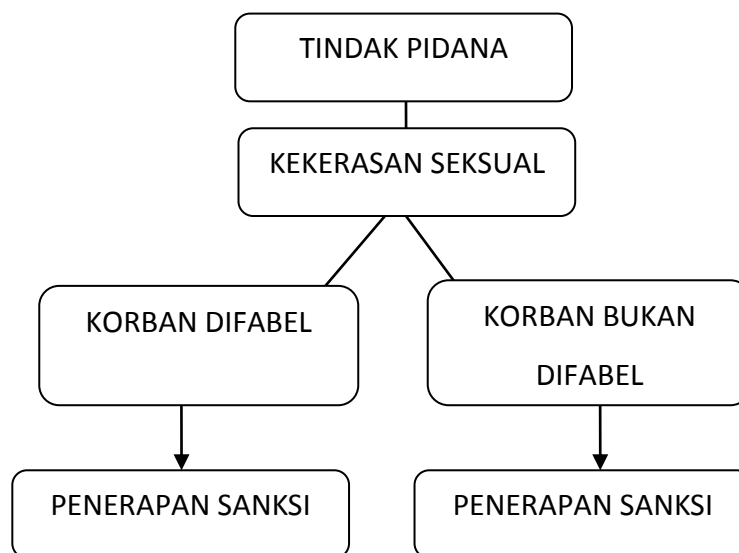 TINDAK PIDANA
KEKERASAN SEKSUAL
KORBAN DIFABEL
KORBAN BUKAN
DIFABEL
PENERAPAN SANKSI
PENERAPAN SANKSI